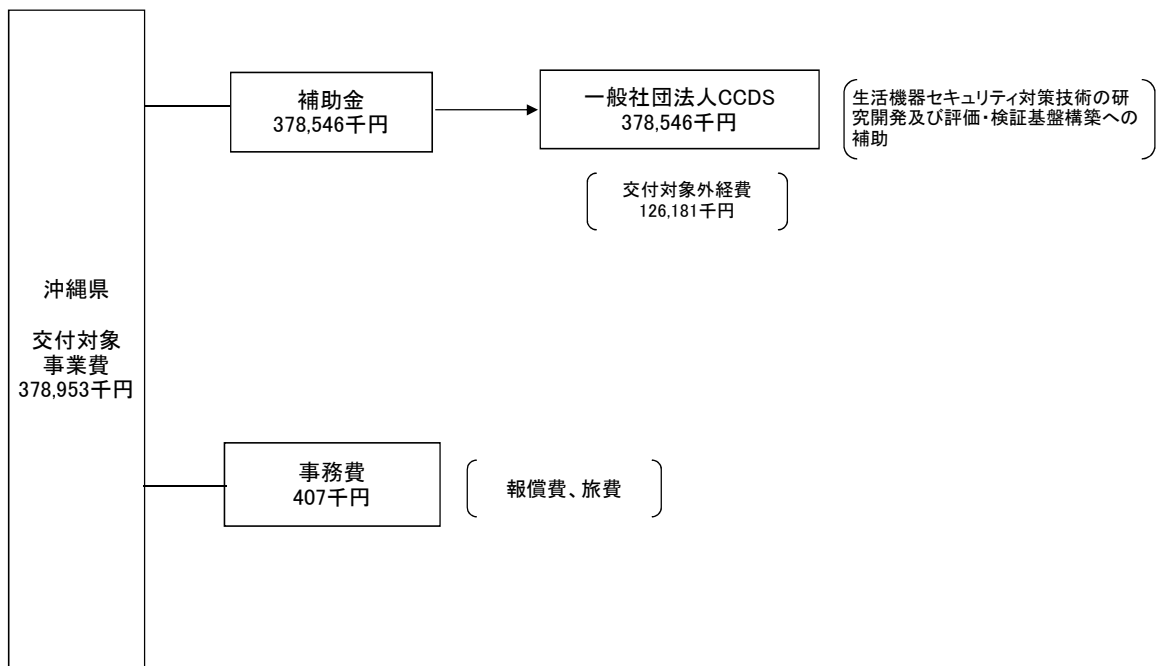 補助金
378,546千円
一般社団法人CCDS
378,546千円
生活機器セキュリティ対策技術の研
究開発及び評価・検証基盤構築への
補助
交付対象外経費
126,181千円
沖縄県
交付対象
事業費
378,953千円
事務費
407千円
報償費、旅費